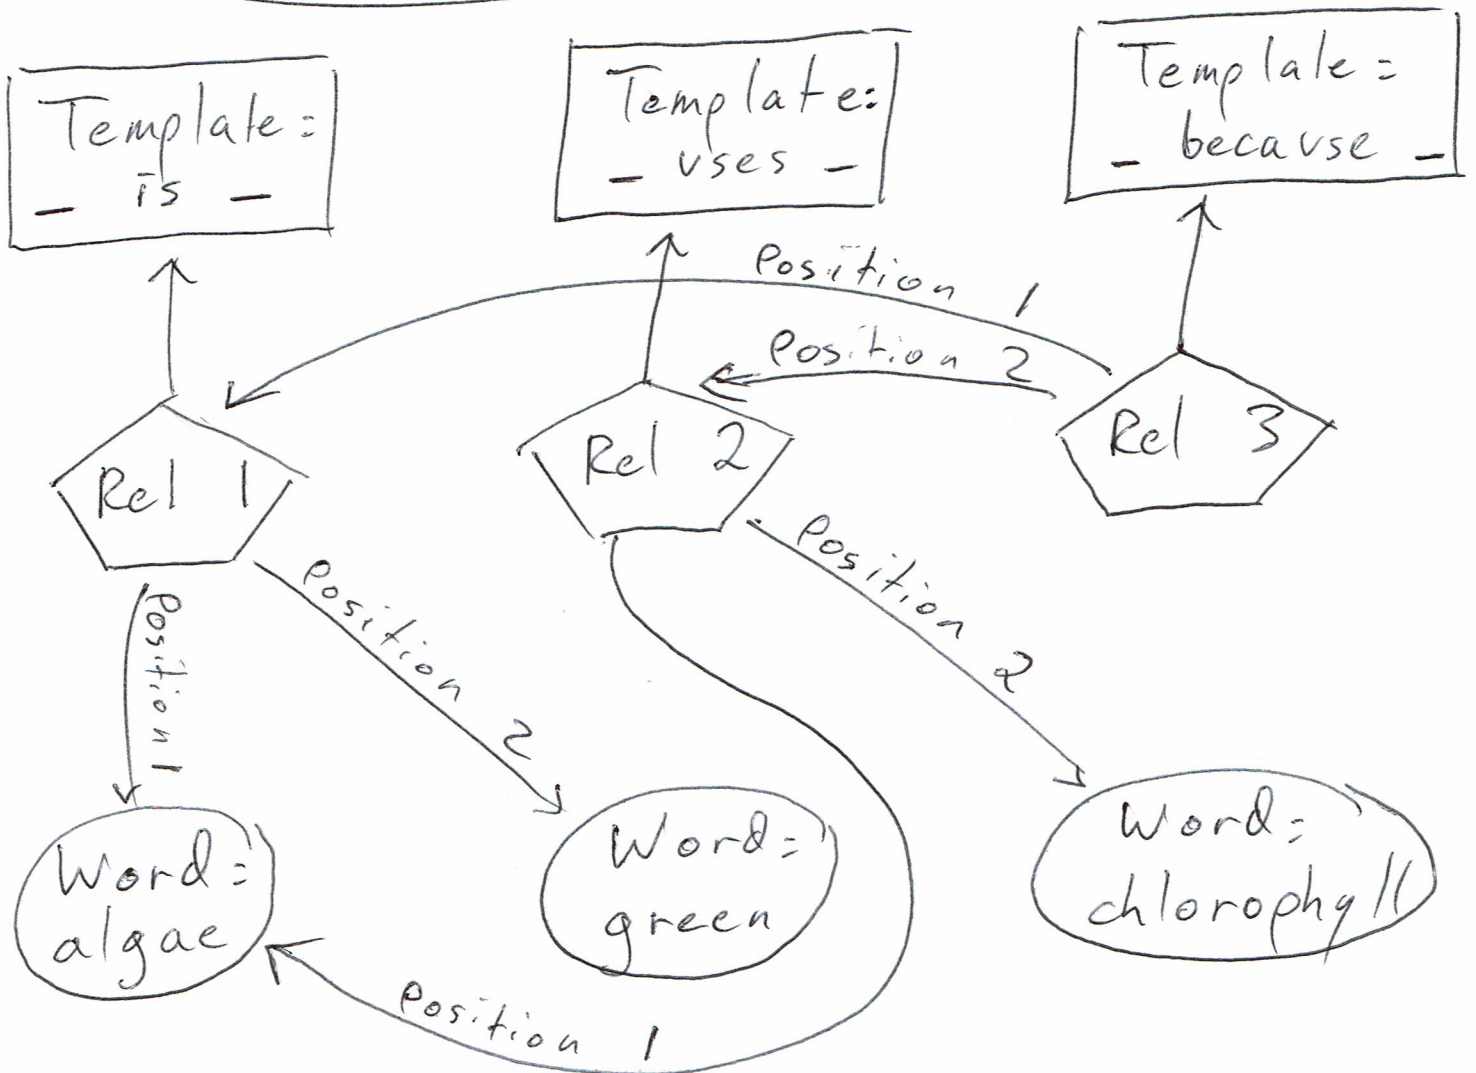 Template:
_ is _
Template:
_ uses _
Template:
_ because _
Position 1
Position 2
Rel 1
Rel 2
Rel 3
Position 1
Position 2
Position 2
Word:
algae
Word:
green
Word:
chlorophyll
Position 1